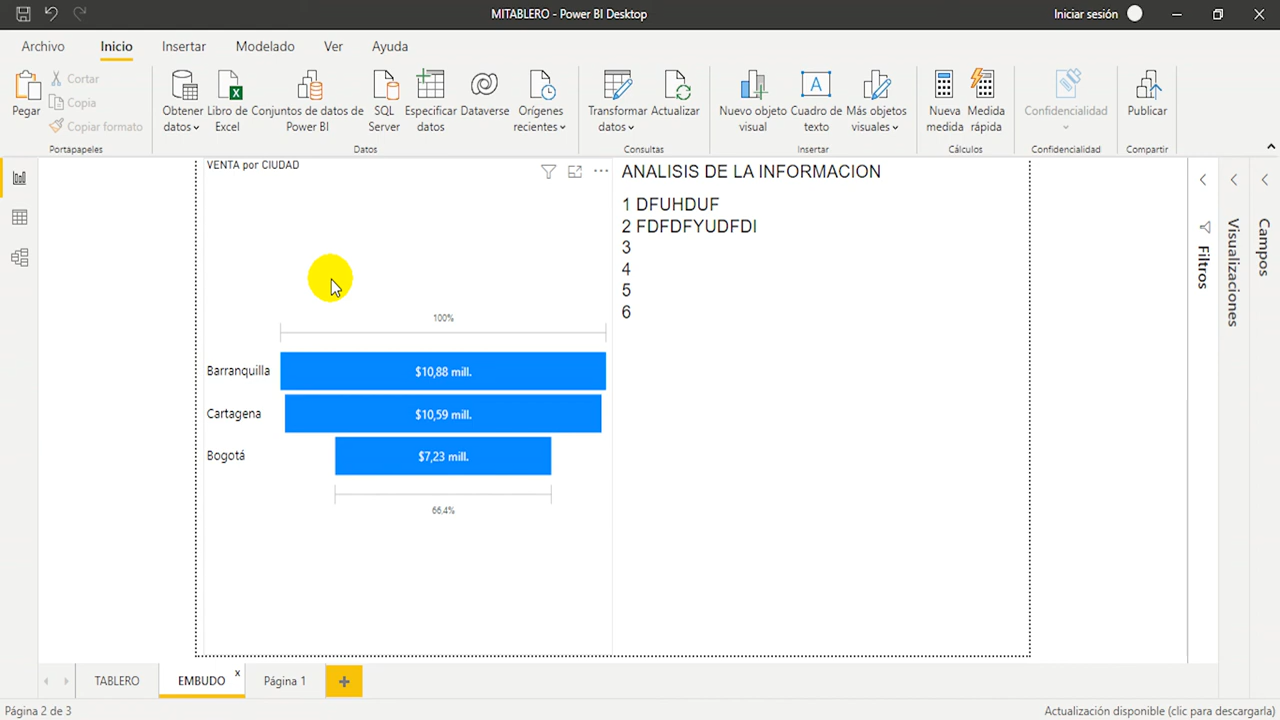 MITABLERO - Power BI Desktop
Iniciar sesión
Archivo
Inicio
Insertar
Modelado
Ver
Ayuda
Pegar
Cortar
Copia
Copiar formato
Portapapeles
Obtener
datos
Libro de
Excel
Conjuntos de datos de
Power BI
SQL
Server
Especificar
datos
Dataverse
Orígenes
recientes
Datos
Transformar
datos
Actualizar
Consultas
Nuevo objeto
visual
Cuadro de
texto
Más objetos
visuales
Insertar
Nueva
medida
Medida
rápida
Cálculos
Confidencialidad
Confidencialidad
Publicar
Compartir
VENTA por CIUDAD
100%
Barranquilla
$10,88 mill.
Cartagena
$10,59 mill.
Bogotá
$7,23 mill.
66,4%
ANALISIS DE LA INFORMACION
1 DFUHDUF
2 FDFDFYUDFDI
3
4
5
6
Filtros
Visualizaciones
Campos
TABLERO
EMBUDO
Página 1
Página 2 de 3
Actualización disponible (clic para descargarla)